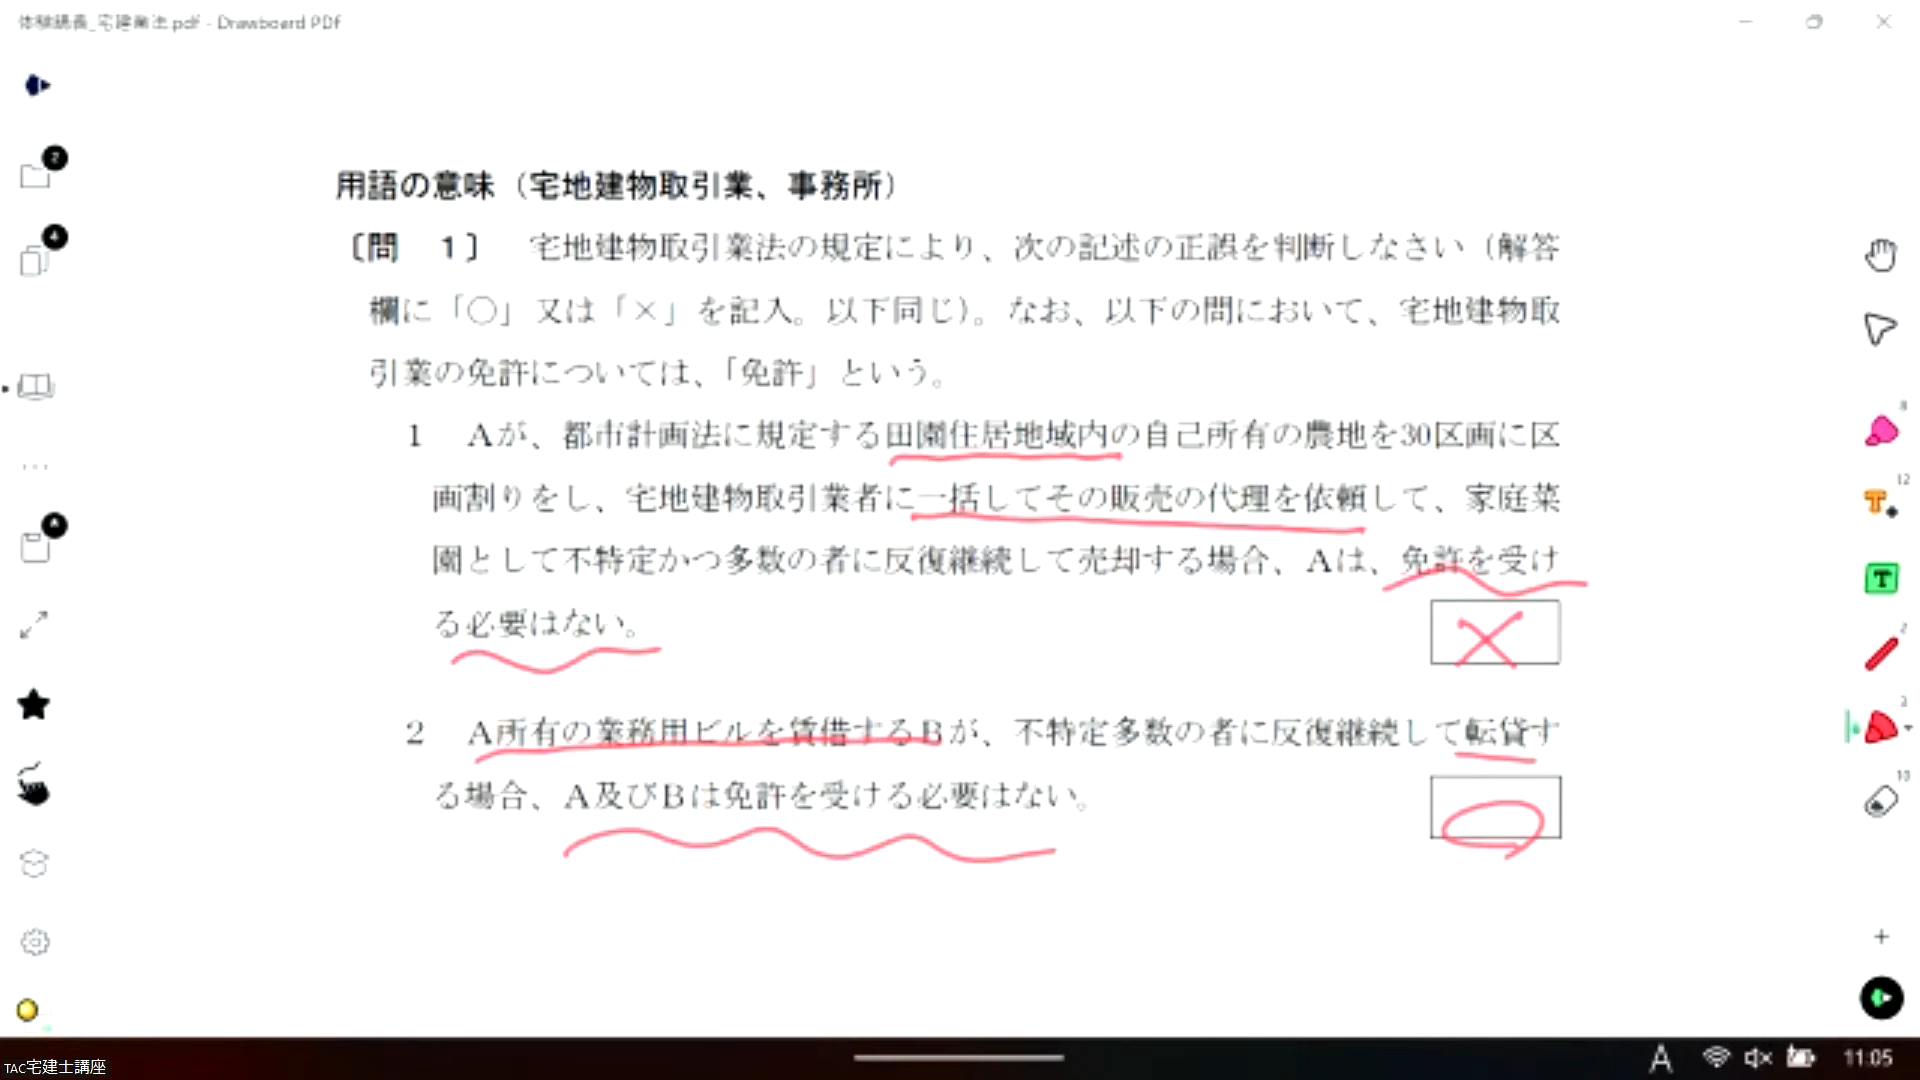 体験講義_宅建業法.pdf - Drawboard PDF
用語の意味（宅地建物取引業、事務所）
〔問　1〕　宅地建物取引業法の規定により、次の記述の正誤を判断しなさい（解答
欄に「○」又は「×」を記入。以下同じ）。なお、以下の問において、宅地建物取
引業の免許については、「免許」という。
1　Aが、都市計画法に規定する田園住居地域内の自己所有の農地を30区画に区
画割りをし、宅地建物取引業者に一括してその販売の代理を依頼して、家庭菜
園として不特定かつ多数の者に反復継続して売却する場合、Aは、免許を受け
る必要はない。
×
2　A所有の業務用ビルを賃借するBが、不特定多数の者に反復継続して転貸す
る場合、A及びBは免許を受ける必要はない。
○
2
4
8
12
T
T
2
3
10
TAC宅建士講座
A
11:05